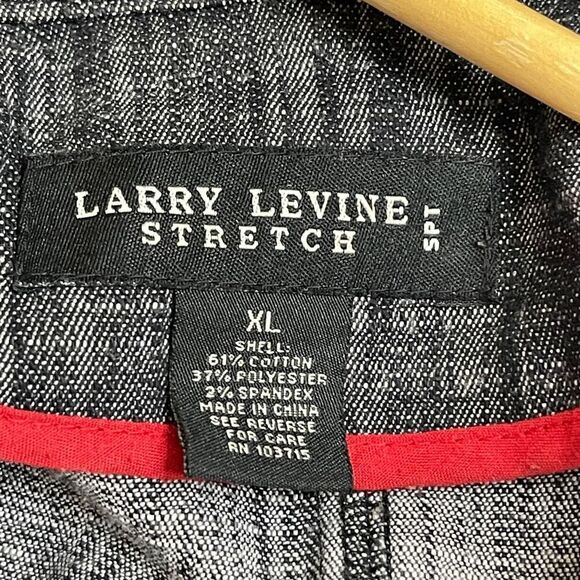 LARRY LEVINE
STRETCH
SPT
XL
SHELL:
61% COTTON
37% POLYESTER
2% SPANDEX
MADE IN CHINA
SEE REVERSE
FOR CARE
RN 103715